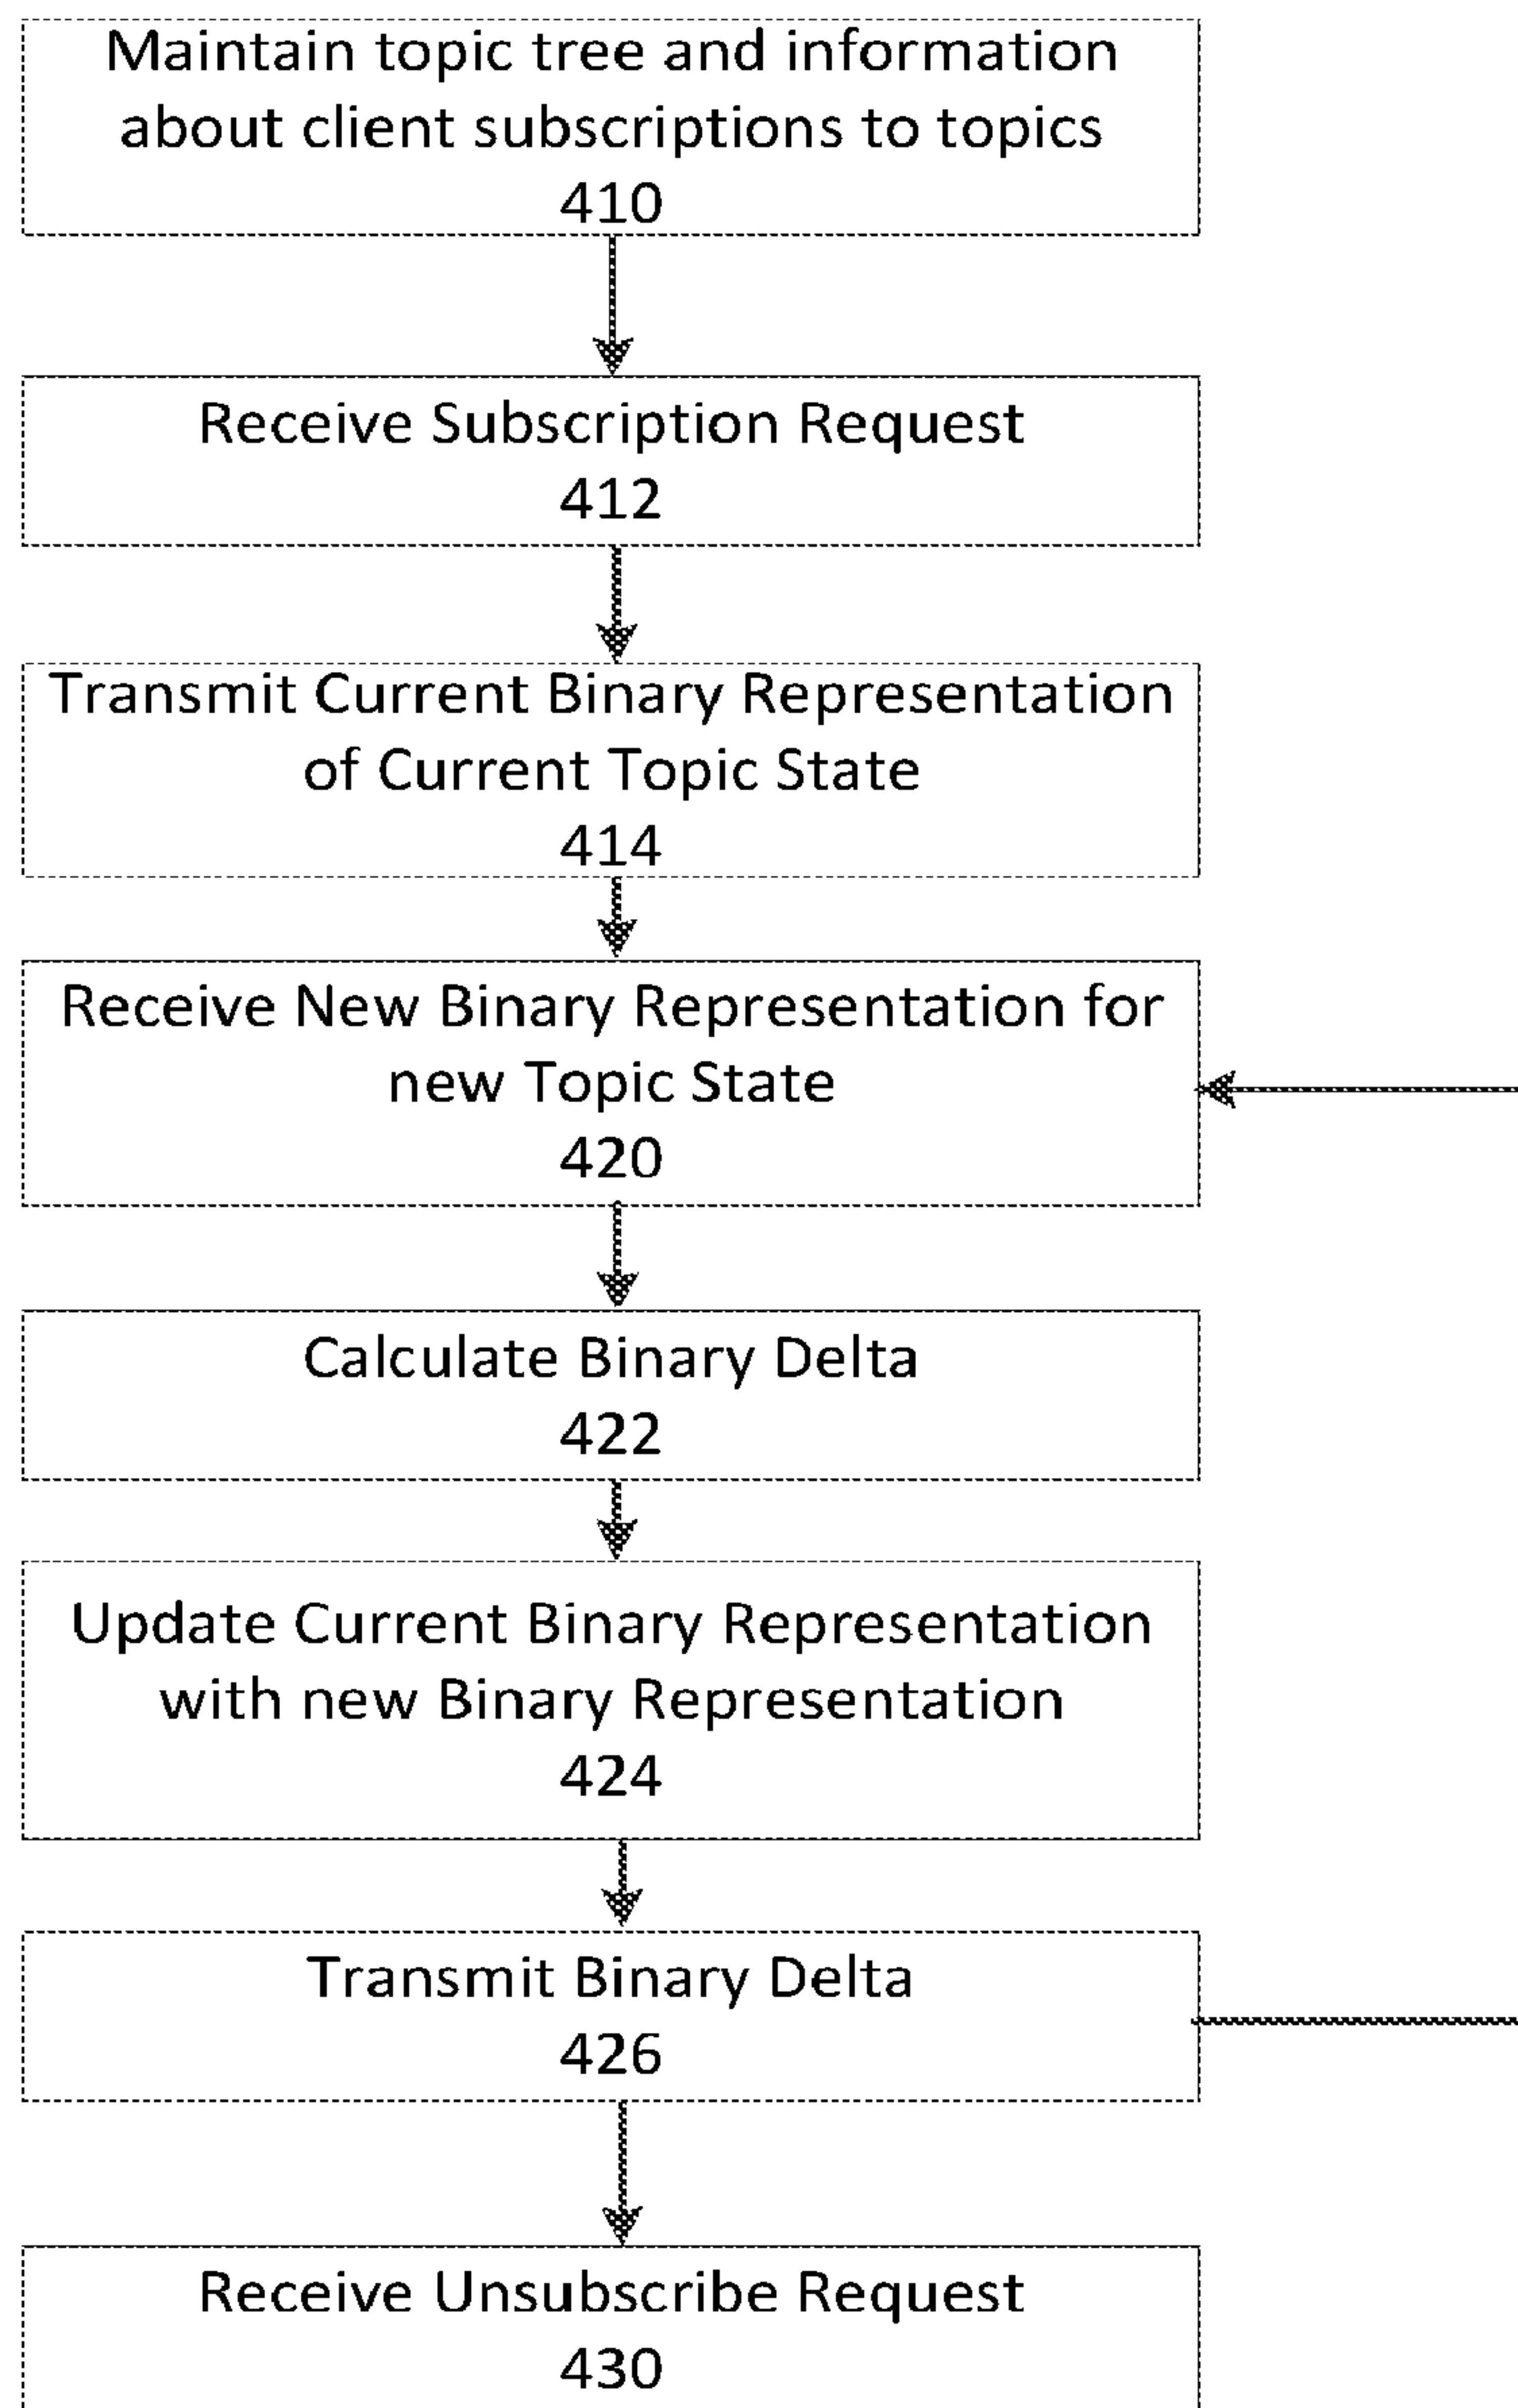 Maintain topic tree and information
about client subscriptions to topics
410
Receive Subscription Request
412
Transmit Current Binary Representation
of Current Topic State
414
Receive New Binary Representation for
new Topic State
420
Calculate Binary Delta
422
Update Current Binary Representation
with new Binary Representation
424
Transmit Binary Delta
426
Receive Unsubscribe Request
430